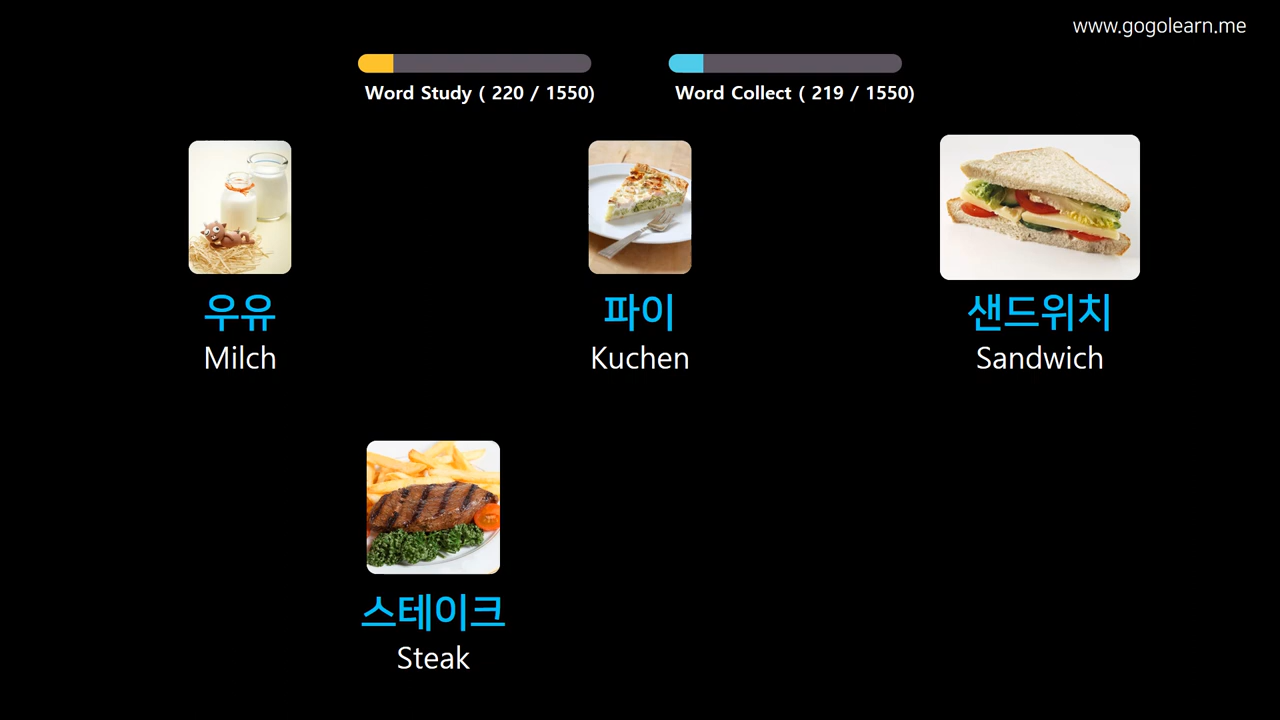 www.gogolearn.me
Word Study ( 220 / 1550)
Word Collect ( 219 / 1550)
우유
Milch
파이
Kuchen
샌드위치
Sandwich
스테이크
Steak